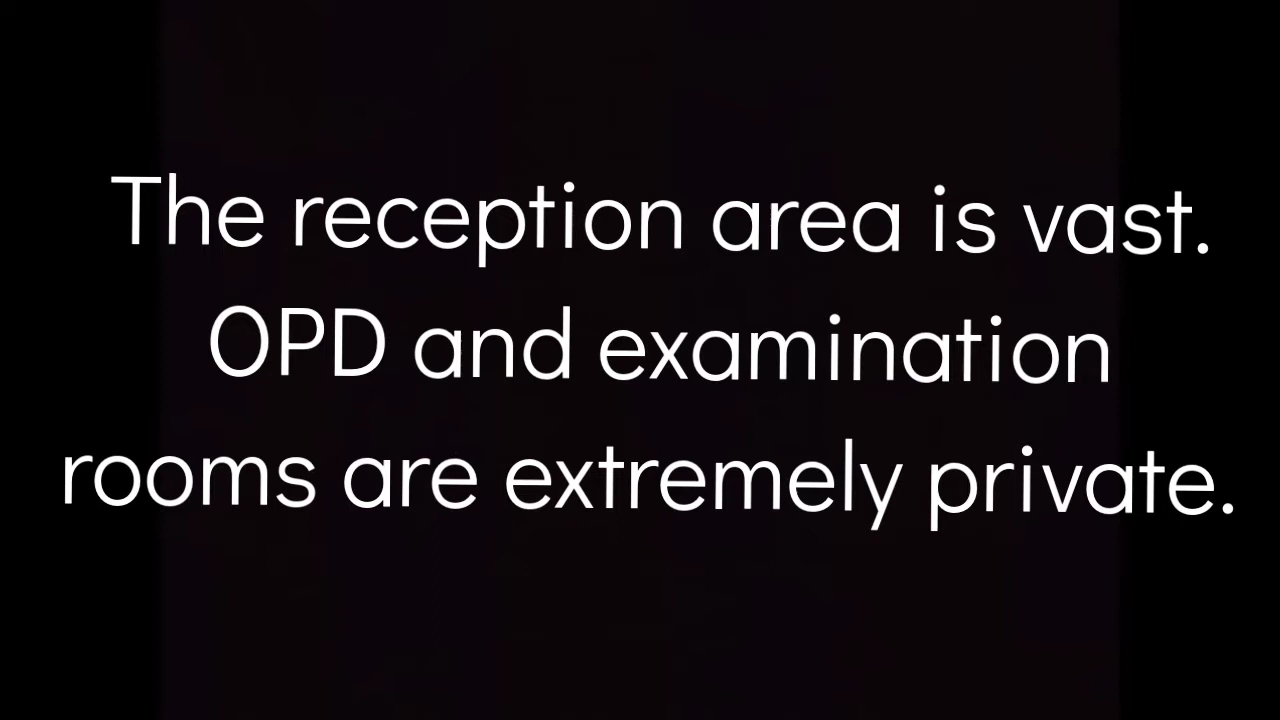 The reception area is vast.
OPD and examination
rooms are extremely private.